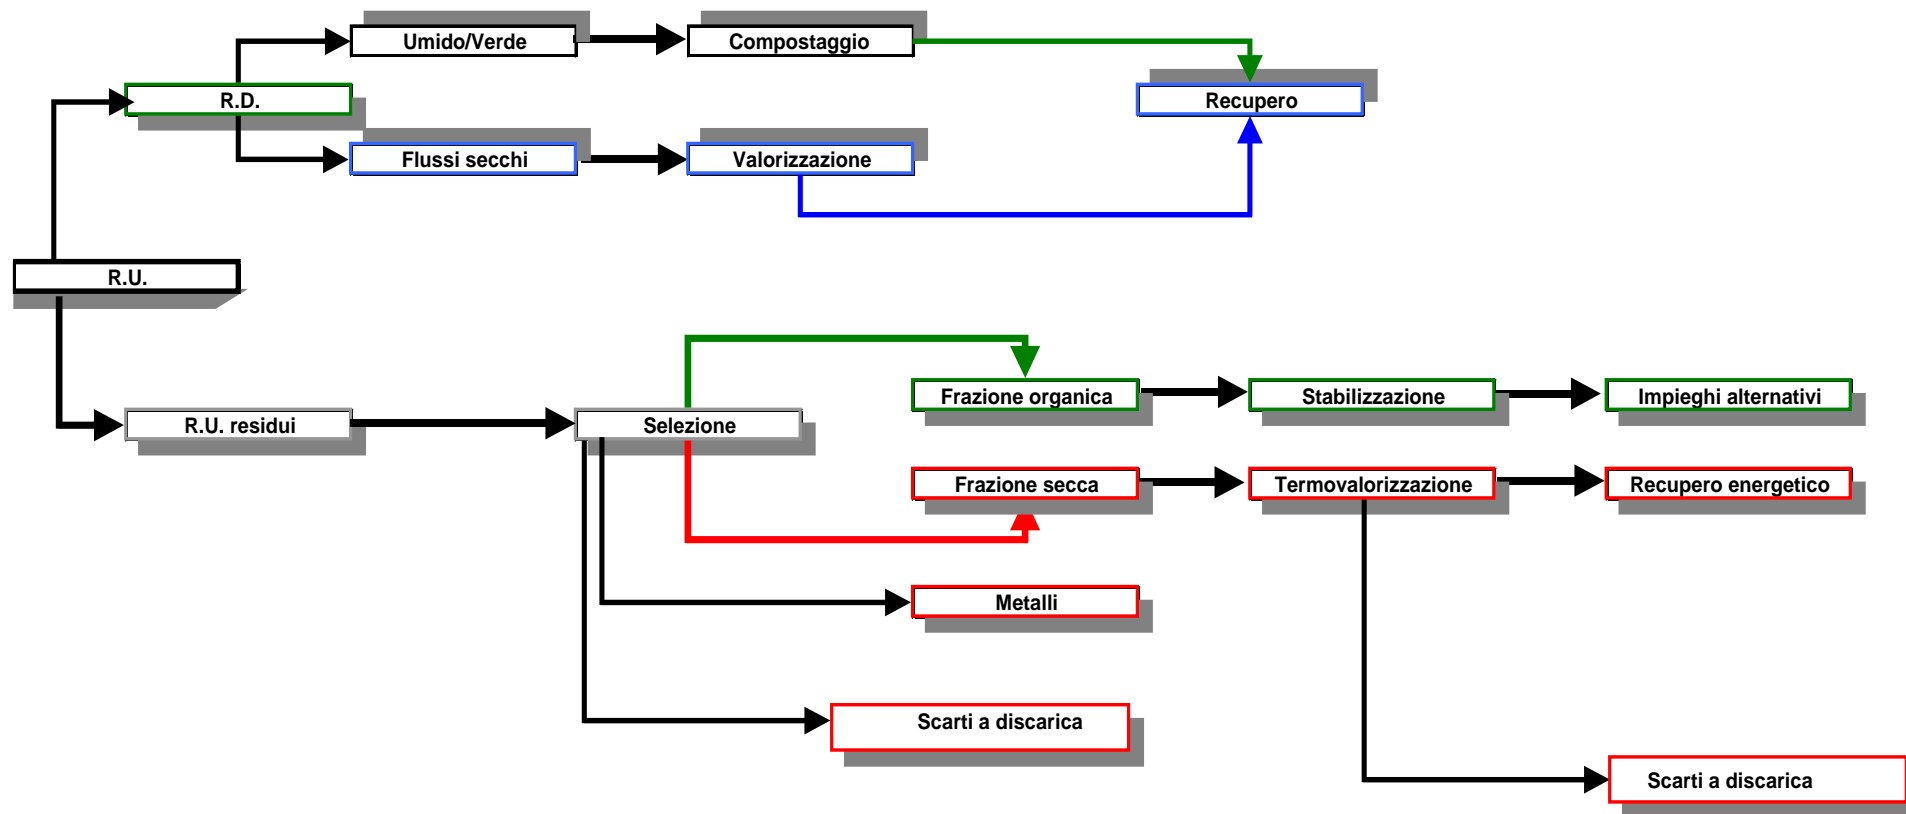 Umido/Verde
Compostaggio
R.D.
Recupero
Flussi secchi
Valorizzazione
R.U.
Frazione organica
Stabilizzazione
Impieghi alternativi
R.U. residui
Selezione
Frazione secca
Termovalorizzazione
Recupero energetico
Metalli
Scarti a discarica
Scarti a discarica